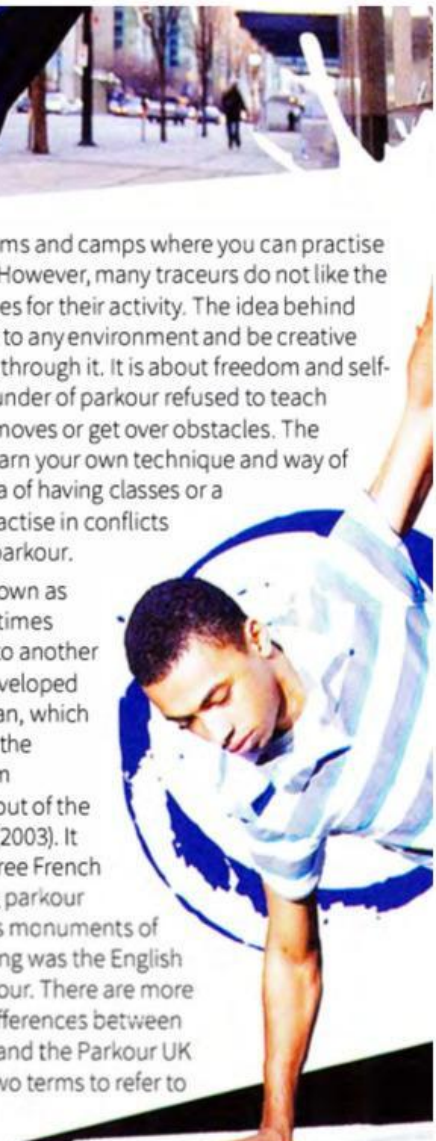 ms and camps where you can practise
However, many traceurs do not like the
es for their activity. The idea behind
to any environment and be creative
through it. It is about freedom and self-
under of parkour refused to teach
moves or get over obstacles. The
arn your own technique and way of
a of having classes or a
actise in conflicts
parkour.
own as
times
to another
veloped
an, which
the
n
out of the
2003). It
ree French
parkour
s monuments of
ng was the English
our. There are more
fferences between
and the Parkour UK
wo terms to refer to